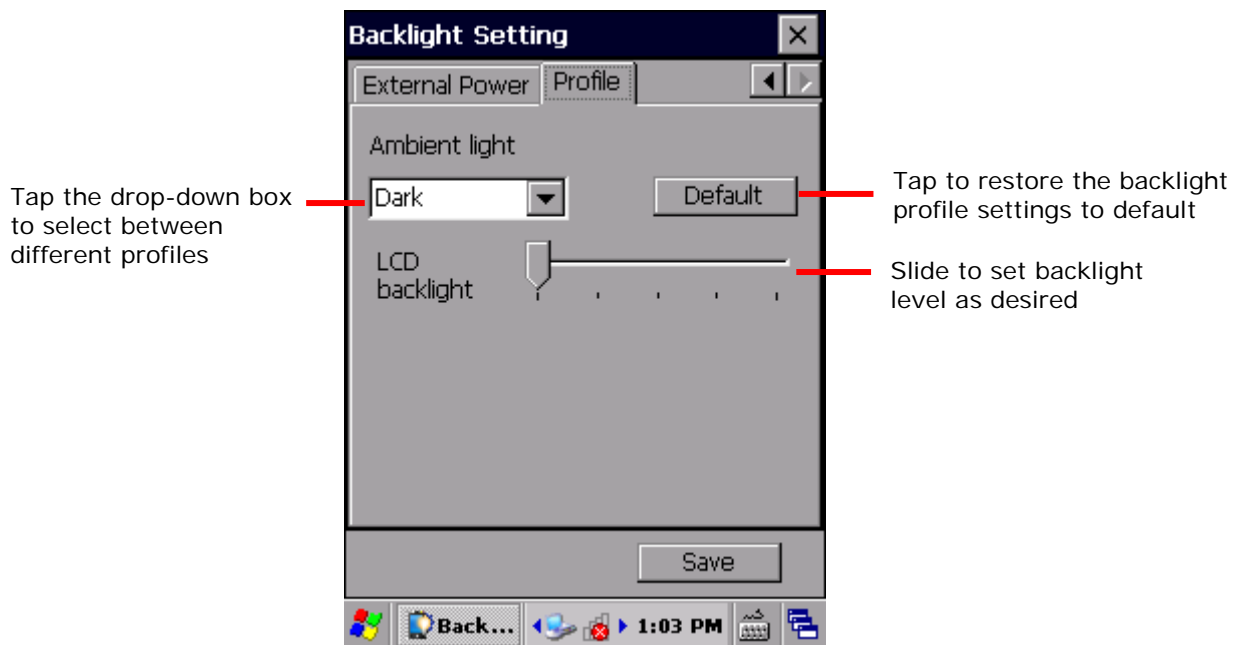 Backlight Setting
External Power
Profile
Ambient light
Tap the drop-down box
to select between
different profiles
Dark
Default
Tap to restore the backlight
profile settings to default
LCD
backlight
Slide to set backlight
level as desired
Save
Back...
1:03 PM